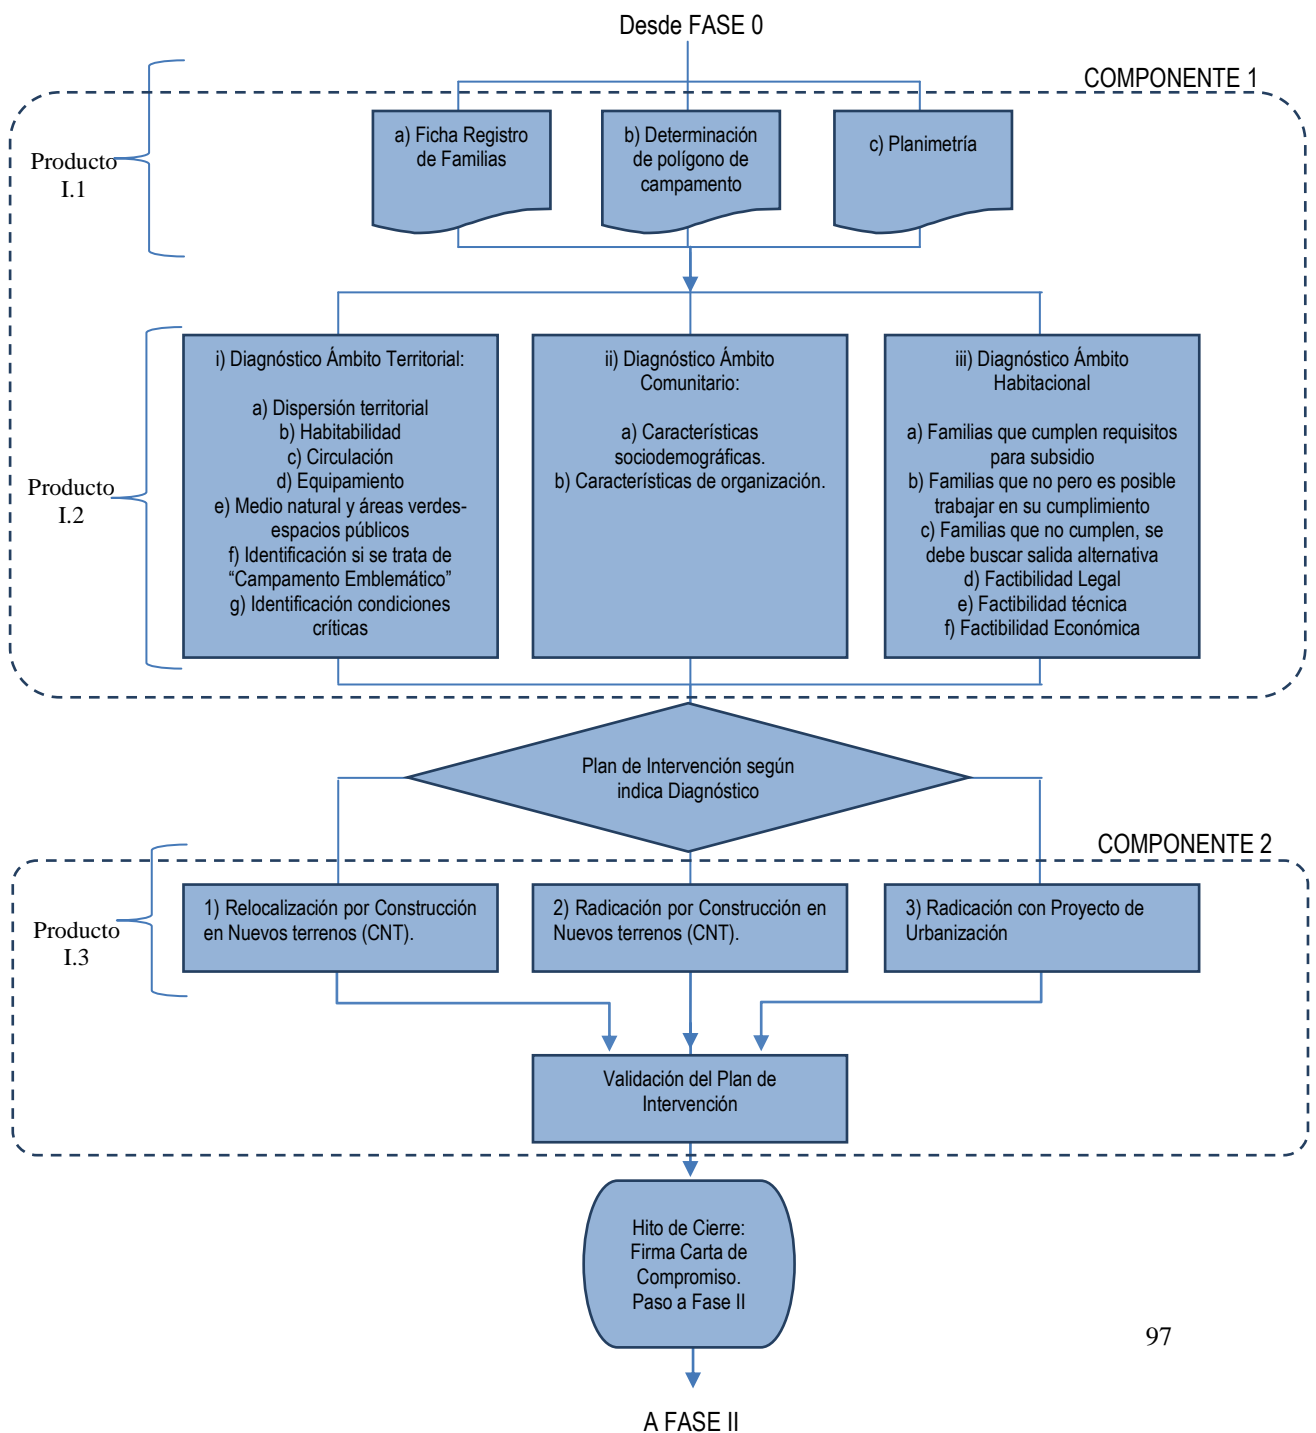 Desde FASE 0
COMPONENTE 1
Producto
I.1
a) Ficha Registro
de Familias
b) Determinación
de polígono de
campamento
c) Planimetría
Producto
I.2
i) Diagnóstico Ámbito Territorial:
a) Dispersión territorial
b) Habitabilidad
c) Circulación
d) Equipamiento
e) Medio natural y áreas verdes-
espacios públicos
f) Identificación si se trata de
“Campamento Emblemático”
g) Identificación condiciones
críticas
ii) Diagnóstico Ámbito
Comunitario:
a) Características
sociodemográficas.
b) Características de organización.
iii) Diagnóstico Ámbito
Habitacional
a) Familias que cumplen requisitos
para subsidio
b) Familias que no pero es posible
trabajar en su cumplimiento
c) Familias que no cumplen, se
debe buscar salida alternativa
d) Factibilidad Legal
e) Factibilidad técnica
f) Factibilidad Económica
Plan de Intervención según
indica Diagnóstico
COMPONENTE 2
Producto
I.3
1) Relocalización por Construcción
en Nuevos terrenos (CNT).
2) Radicación por Construcción en
Nuevos terrenos (CNT).
3) Radicación con Proyecto de
Urbanización
Validación del Plan de
Intervención
Hito de Cierre:
Firma Carta de
Compromiso.
Paso a Fase II
97
A FASE II